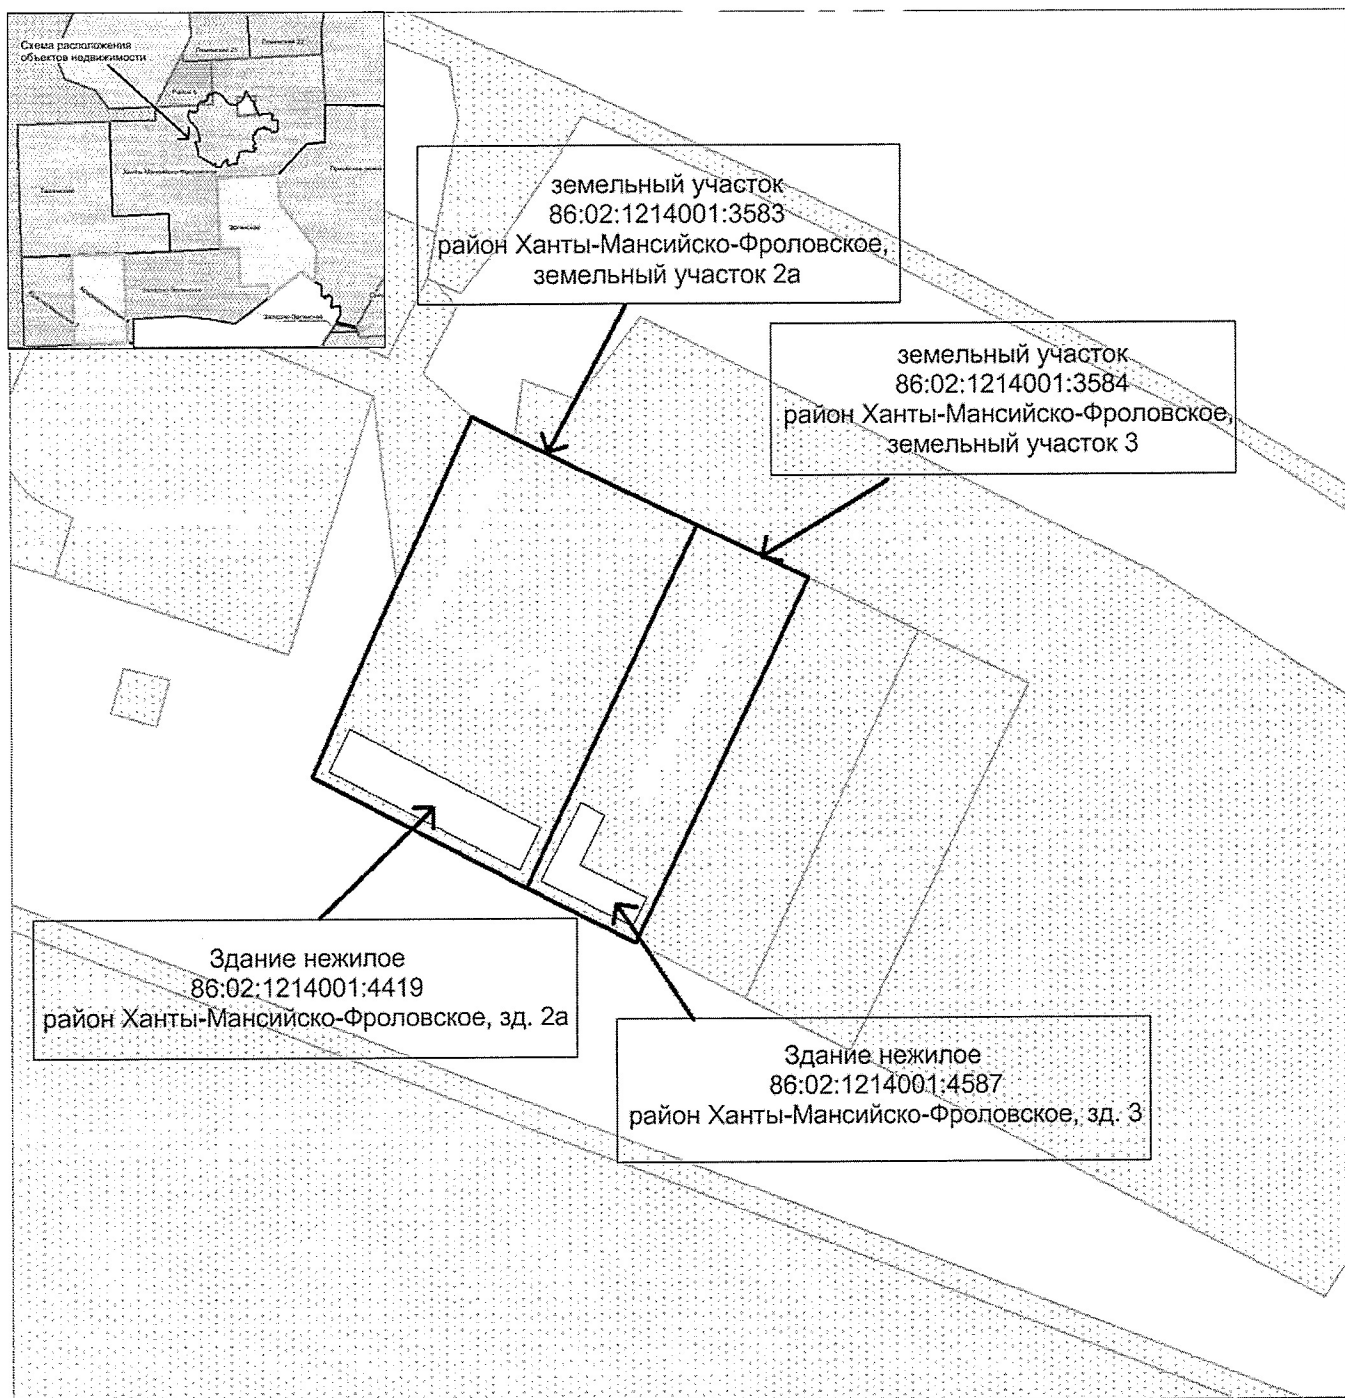 Схема расположения
объектов недвижимости
земельный участок
86:02:1214001:3583
район Ханты-Мансийско-Фроловское,
земельный участок 2а
земельный участок
86:02:1214001:3584
район Ханты-Мансийско-Фроловское,
земельный участок 3
Здание нежилое
86:02:1214001:4419
район Ханты-Мансийско-Фроловское, зд. 2а
Здание нежилое
86:02:1214001:4587
район Ханты-Мансийско-Фроловское, зд. 3